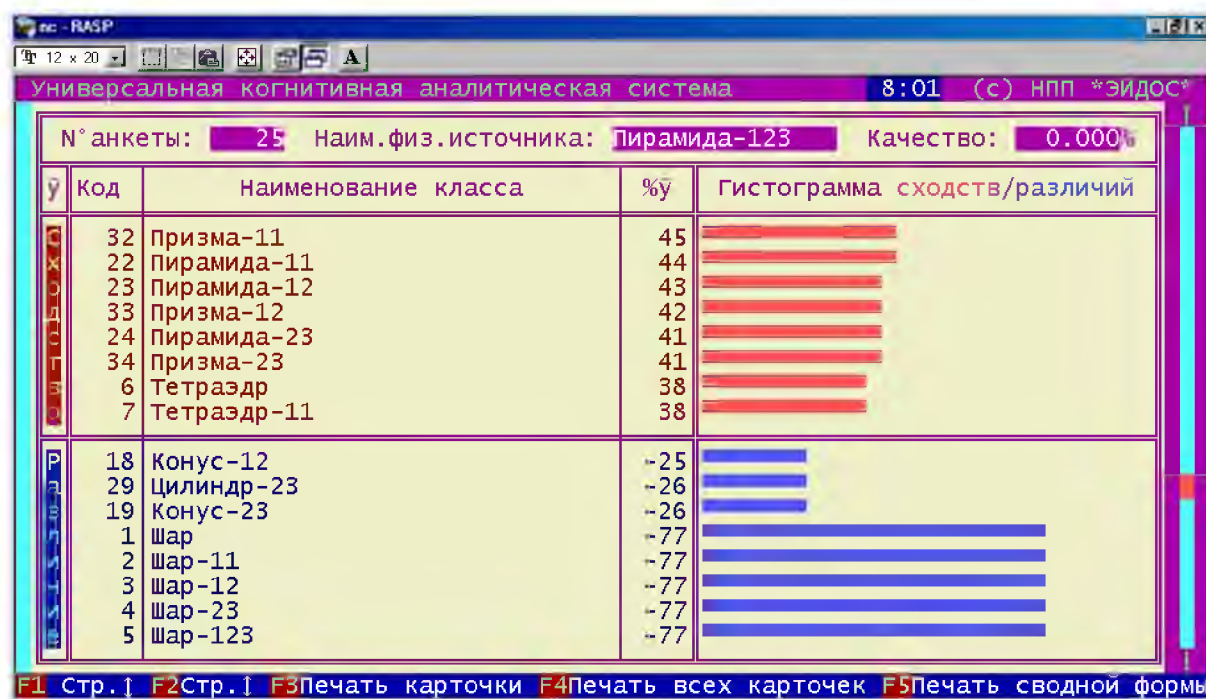 nc - RASP
12 x 20 A
Универсальная когнитивная аналитическая система 8:01 (с) НПП *ЭЙДОС*
N°анкеты: 25 Наим.физ.источника: Пирамида-123 Качество: 0.000%
ÿ Код Наименование класса %ÿ Гистограмма сходств/различий
Сходство
32 Призма-11 45
22 Пирамида-11 44
23 Пирамида-12 43
33 Призма-12 42
24 Пирамида-23 41
34 Призма-23 41
6 Тетраэдр 38
7 Тетраэдр-11 38
18 Конус-12 -25
29 Цилиндр-23 -26
19 Конус-23 -26
1 Шар -77
2 Шар-11 -77
3 Шар-12 -77
4 Шар-23 -77
5 Шар-123 -77
F1 Стр.↑ F2Стр.↓ F3Печать карточки F4Печать всех карточек F5Печать сводной формы